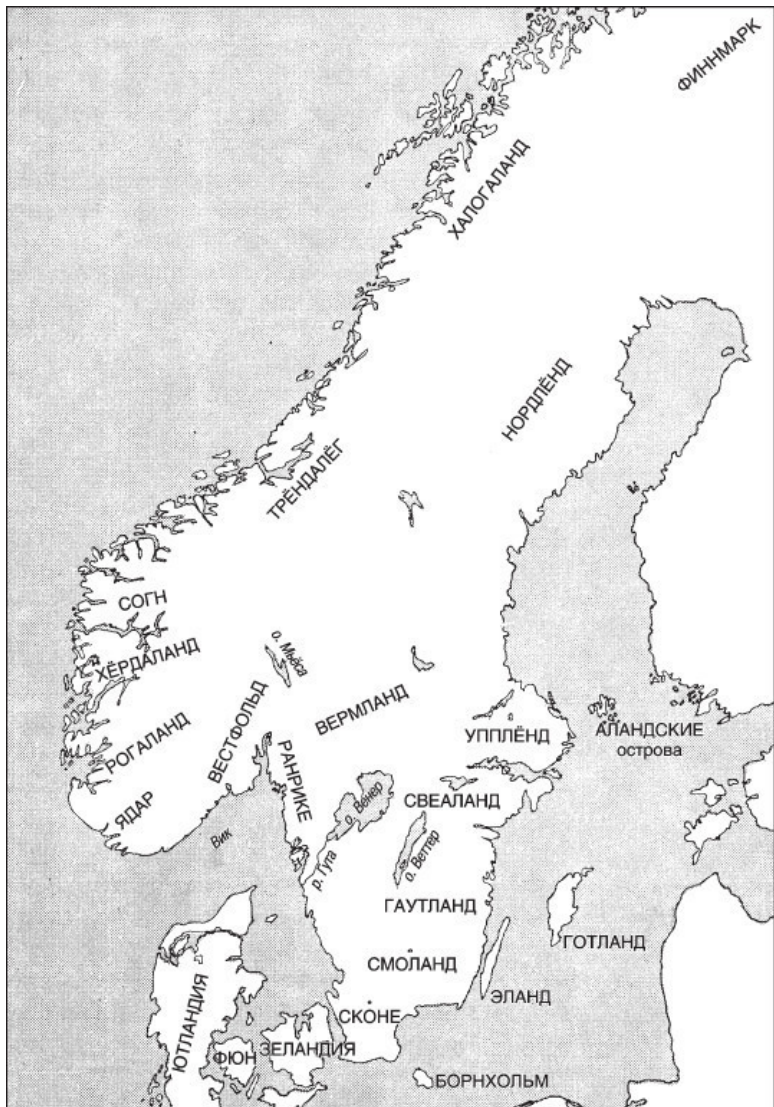 ФИННМАРК
ХАЛОГАЛАНД
НОРДЛЁНД
ТРЁНДАЛЁГ
СОГН
о. Мьёса
ХЁРДАЛАНД
ВЕРМЛАНД
РОГАЛАНД
ВЕСТФОЛЬД
УППЛЁНД
АЛАНДСКИЕ
острова
РАНРИКЕ
ЯДАР
о. Венер
СВЕАЛАНД
Вик
о. Веттер
р. Гута
ГАУТЛАНД
ГОТЛАНД
СМОЛАНД
ЭЛАНД
СКОНЕ
ЮТЛАНДИЯ
ФЮН
ЗЕЛАНДИЯ
БОРНХОЛЬМ